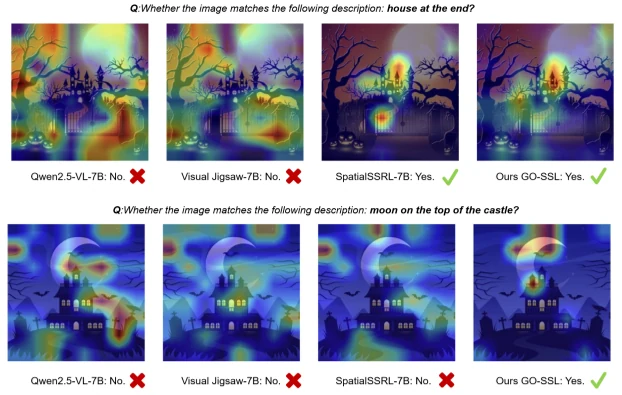 Q:Whether the image matches the following description: house at the end?
Qwen2.5-VL-7B: No.
Visual Jigsaw-7B: No.
SpatialSSRL-7B: Yes.
Ours GO-SSL: Yes.
Q:Whether the image matches the following description: moon on the top of the castle?
Qwen2.5-VL-7B: No.
Visual Jigsaw-7B: No.
SpatialSSRL-7B: No.
Ours GO-SSL: Yes.